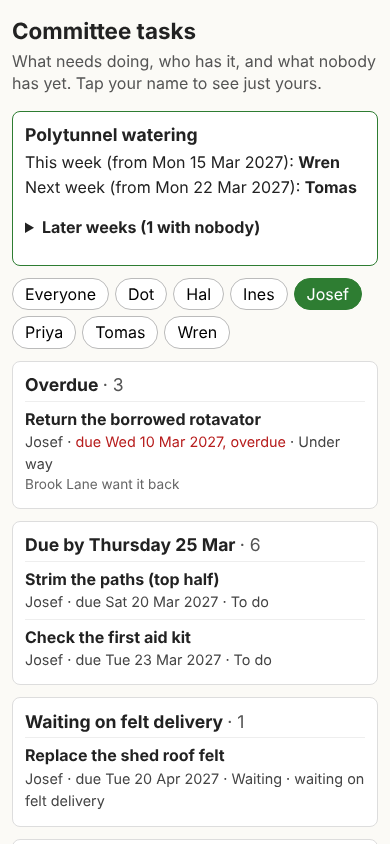 Committee tasks
What needs doing, who has it, and what nobody
has yet. Tap your name to see just yours.
Polytunnel watering
This week (from Mon 15 Mar 2027): Wren
Next week (from Mon 22 Mar 2027): Tomas
Later weeks (1 with nobody)
Everyone Dot Hal Ines Josef
Priya Tomas Wren
Overdue · 3
Return the borrowed rotavator
Josef · due Wed 10 Mar 2027, overdue · Under
way
Brook Lane want it back
Due by Thursday 25 Mar · 6
Strim the paths (top half)
Josef · due Sat 20 Mar 2027 · To do
Check the first aid kit
Josef · due Tue 23 Mar 2027 · To do
Waiting on felt delivery · 1
Replace the shed roof felt
Josef · due Tue 20 Apr 2027 · Waiting · waiting on
felt delivery